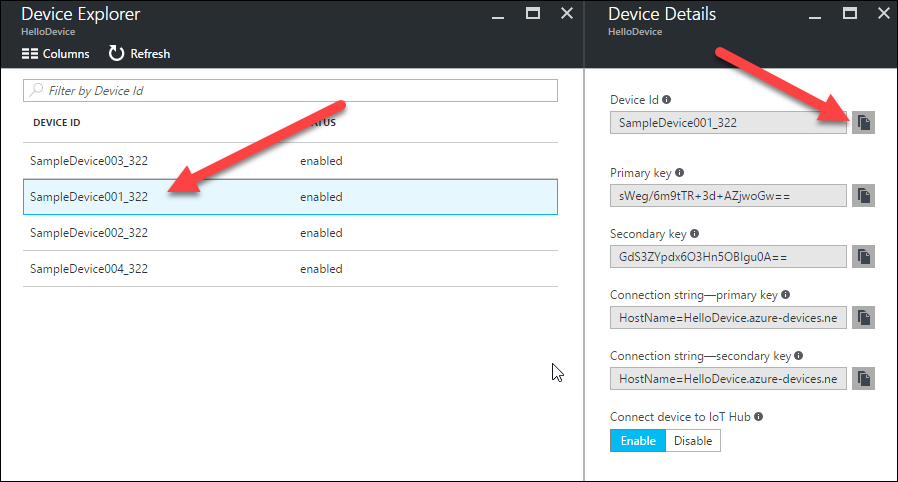 Device Explorer
HelloDevice
Columns Refresh
Filter by Device Id
DEVICE ID
SampleDevice003_322 enabled
SampleDevice001_322 enabled
SampleDevice002_322 enabled
SampleDevice004_322 enabled
Device Details
HelloDevice
Device Id
SampleDevice001_322
Primary key
sWeg/6m9tTR+3d+AZjwoGw==
Secondary key
GdS3ZYpdx6O3Hn5OBIgu0A==
Connection string—primary key
HostName=HelloDevice.azure-devices.ne
Connection string—secondary key
HostName=HelloDevice.azure-devices.ne
Connect device to IoT Hub
Enable Disable